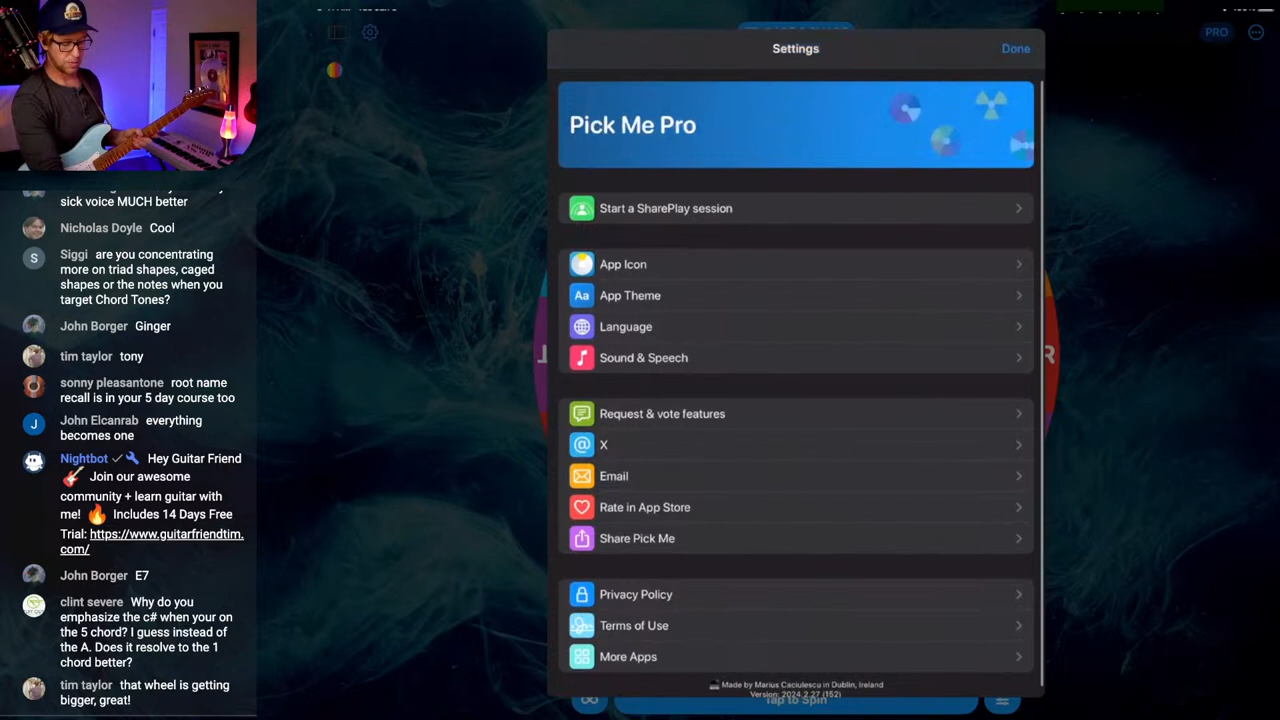 sick voice MUCH better
Nicholas Doyle Cool
S
Siggi are you concentrating
more on triad shapes, caged
shapes or the notes when you
target Chord Tones?
John Borger Ginger
tim taylor tony
sonny pleasantone root name
recall is in your 5 day course too
J
John Elcanrab everything
becomes one
Nightbot Hey Guitar Friend
Join our awesome
community + learn guitar with
me! 🔥 Includes 14 Days Free
Trial: https://www.guitarfriendtim.
com/
John Borger E7
clint severe Why do you
emphasize the c# when your on
the 5 chord? I guess instead of
the A. Does it resolve to the 1
chord better?
tim taylor that wheel is getting
bigger, great!
Settings
Done
PRO
Pick Me Pro
Start a SharePlay session
App Icon
Aa App Theme
Language
Sound & Speech
Request & vote features
@ X
Email
Rate in App Store
Share Pick Me
Privacy Policy
Terms of Use
More Apps
Made by Marius Caciulescu in Dublin, Ireland
Version: 2024.2.27 (152)
Tap to Spin